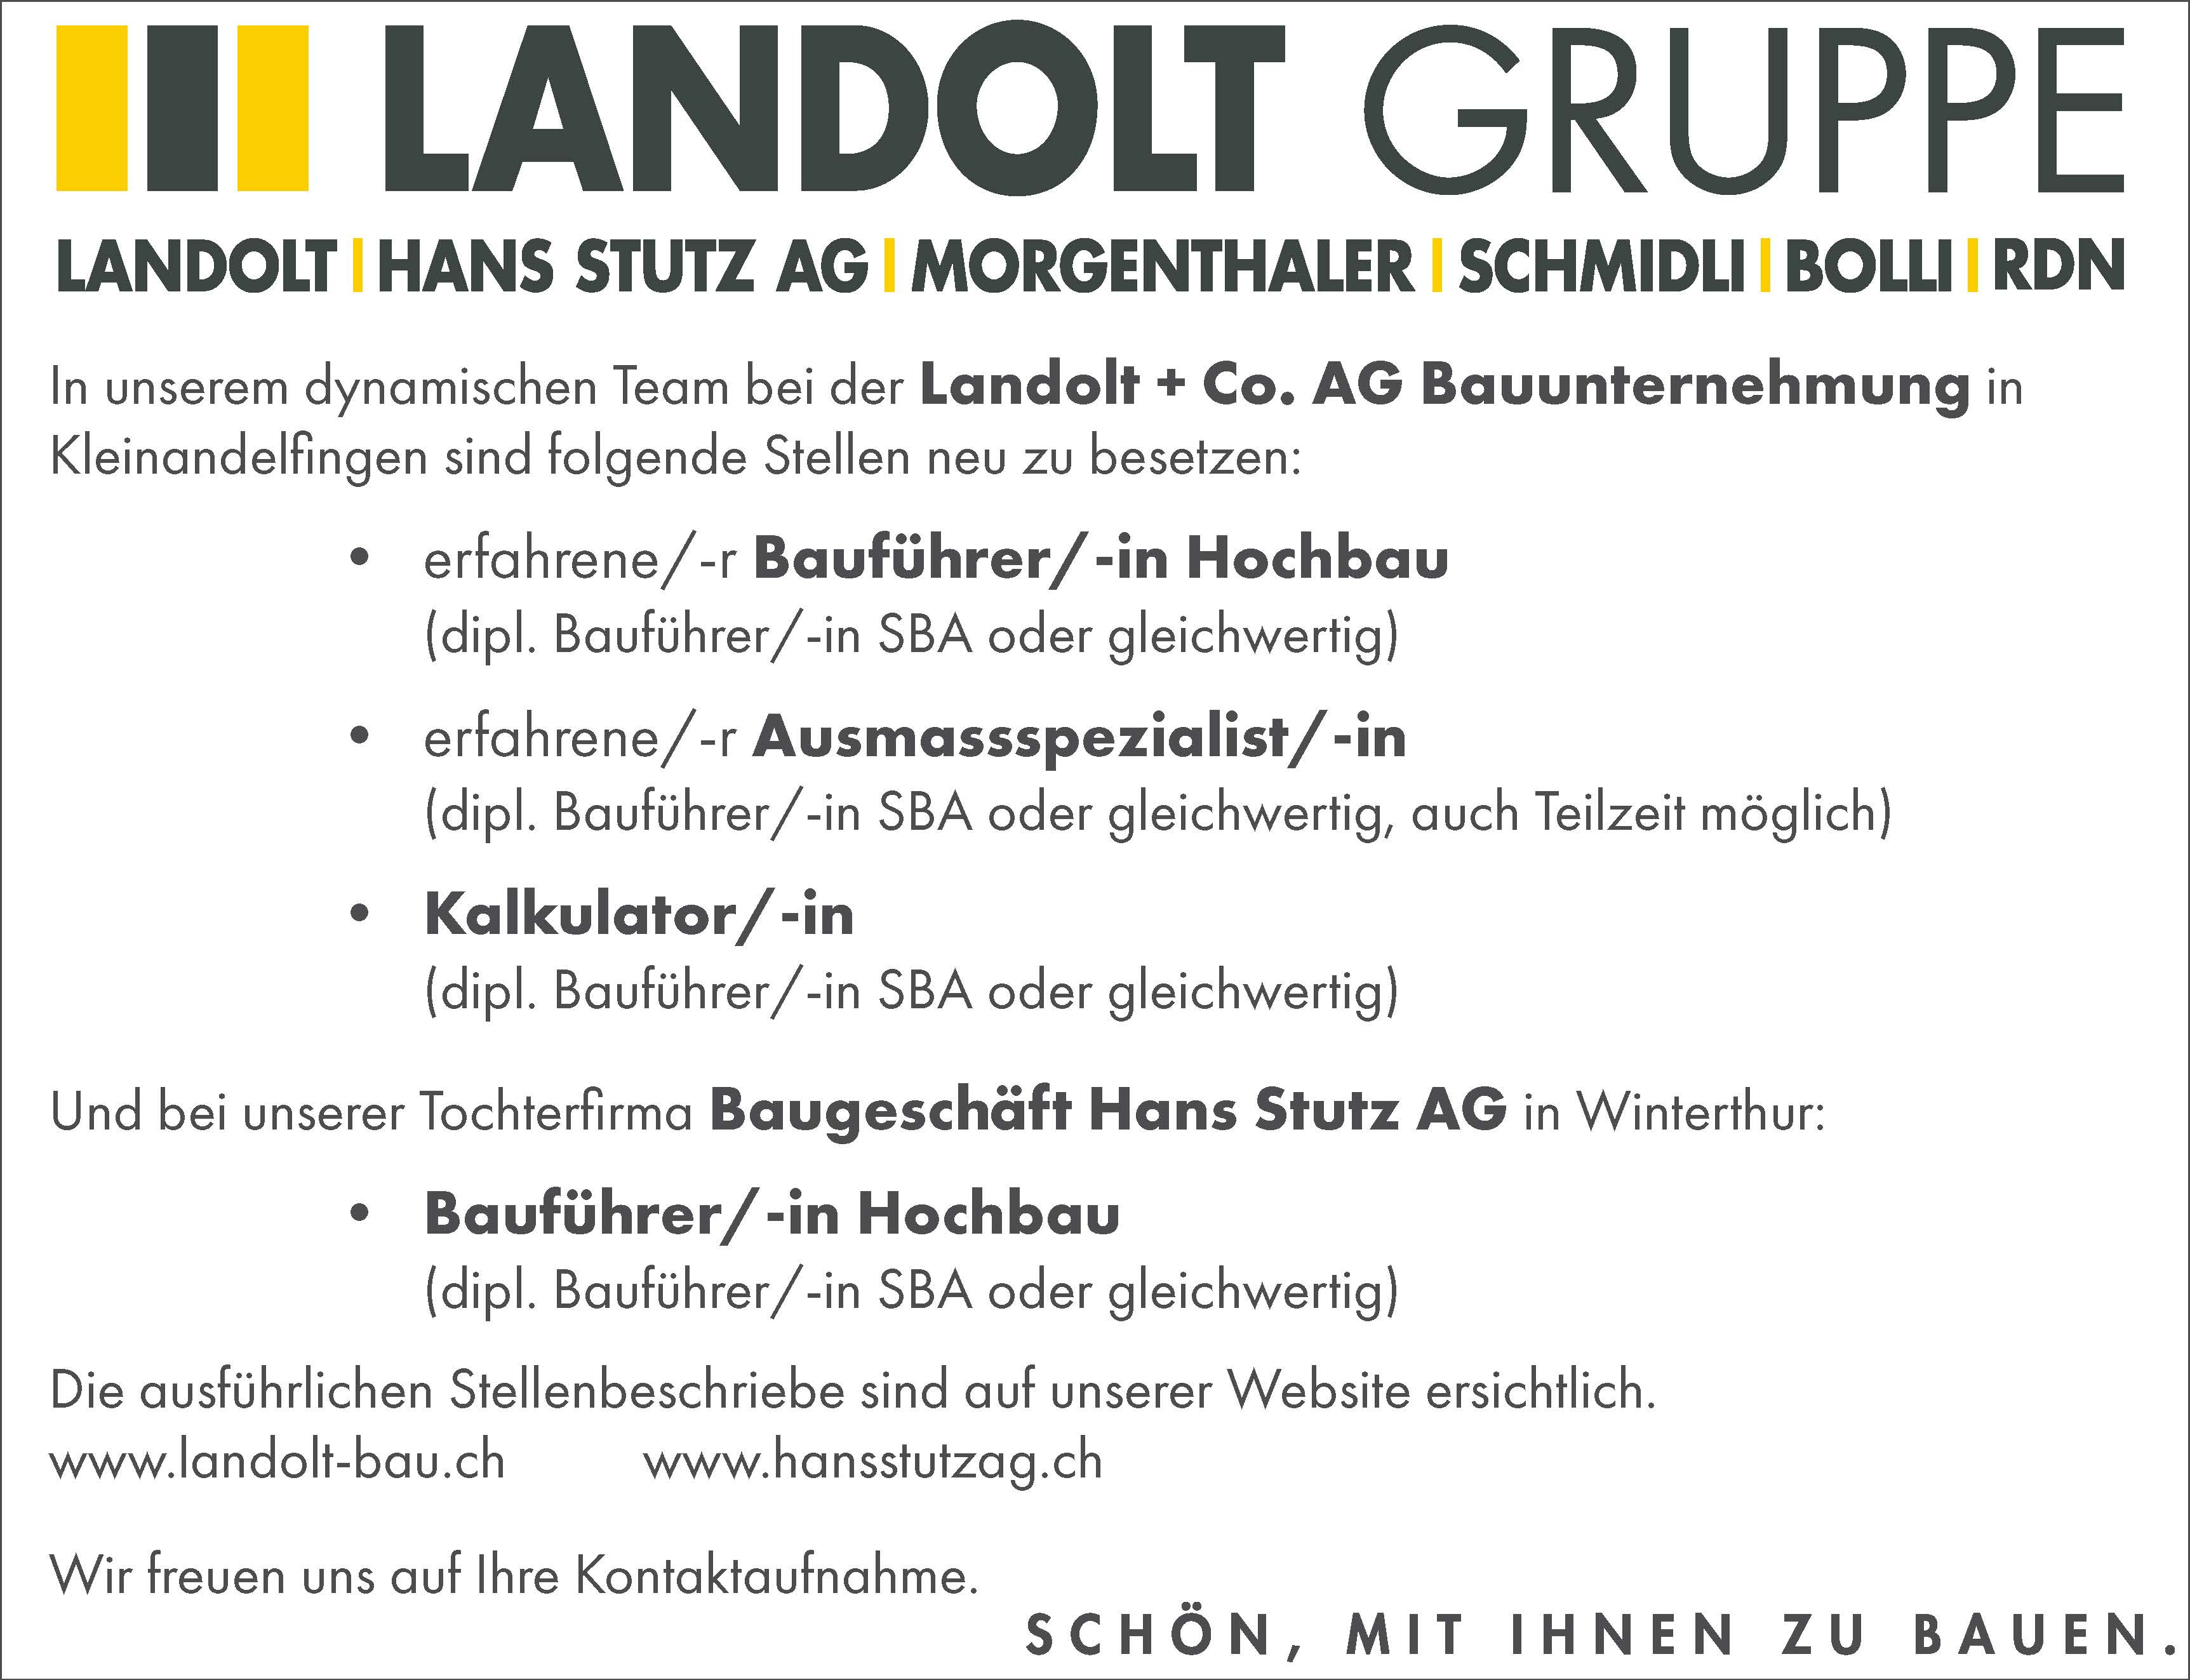 LANDOLT GRUPPE
LANDOLT | HANS STUTZ AG | MORGENTHALER | SCHMIDLI | BOLLI | RDN
In unserem dynamischen Team bei der Landolt + Co. AG Bauunternehmung in
Kleinandelfingen sind folgende Stellen neu zu besetzen:
• erfahrene/-r Bauführer/-in Hochbau
(dipl. Bauführer/-in SBA oder gleichwertig)
• erfahrene/-r Ausmassspezialist/-in
(dipl. Bauführer/-in SBA oder gleichwertig, auch Teilzeit möglich)
• Kalkulator/-in
(dipl. Bauführer/-in SBA oder gleichwertig)
Und bei unserer Tochterfirma Baugeschäft Hans Stutz AG in Winterthur:
• Bauführer/-in Hochbau
(dipl. Bauführer/-in SBA oder gleichwertig)
Die ausführlichen Stellenbeschriebe sind auf unserer Website ersichtlich.
www.landolt-bau.ch www.hansstutzag.ch
Wir freuen uns auf Ihre Kontaktaufnahme.
SCHÖN, MIT IHNEN ZU BAUEN.